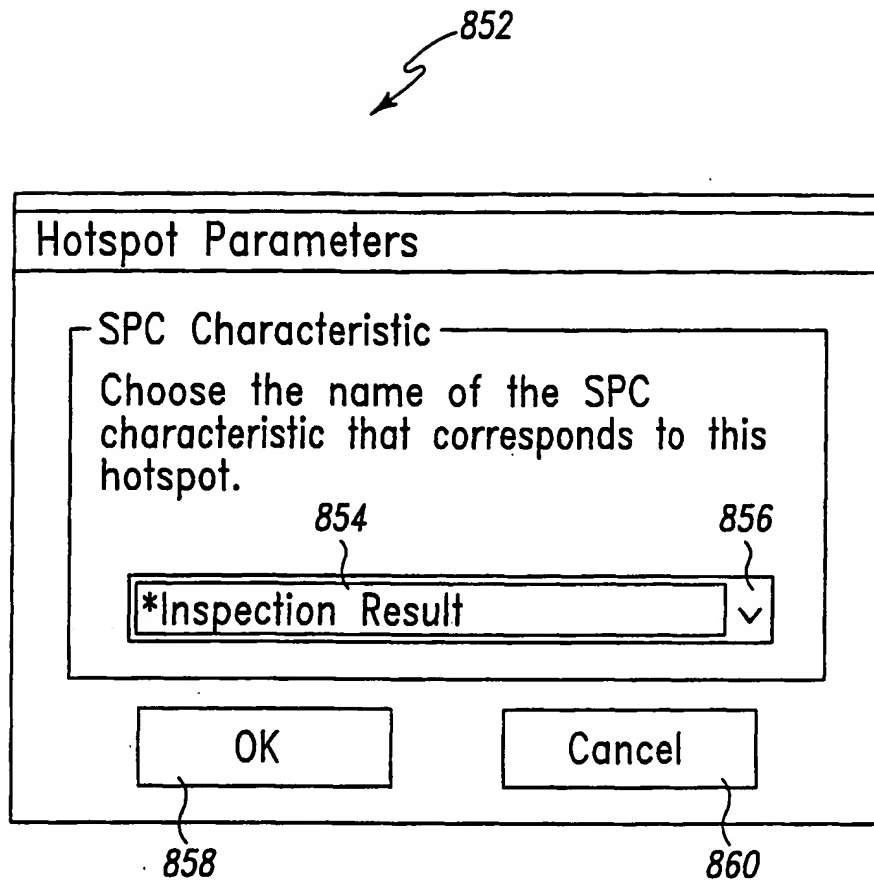 852
Hotspot Parameters
SPC Characteristic
Choose the name of the SPC
characteristic that corresponds to this
hotspot.
854 856
*Inspection Result
OK Cancel
858 860